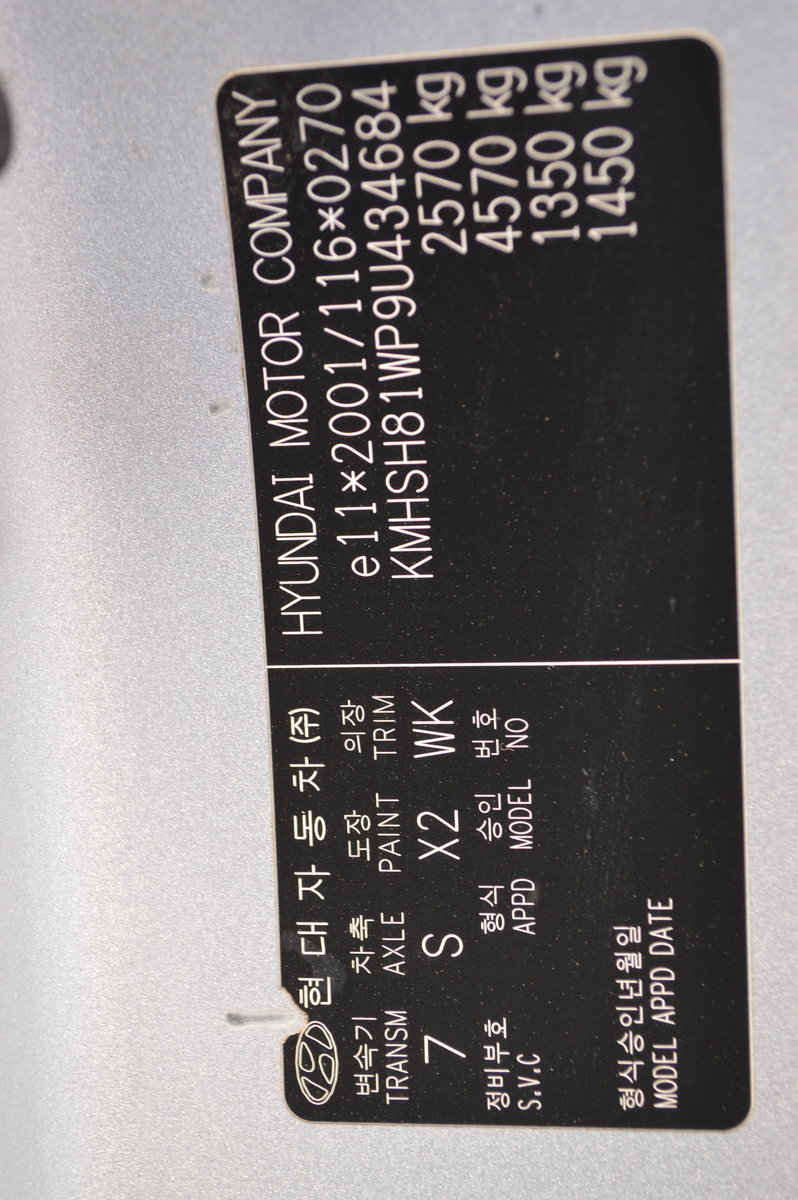 현대자동차(주)
변속기 차축 도장 의장
TRANSM AXLE PAINT TRIM
7 S X2 WK
정비부호 형식 승인 번호
S.V.C APPD MODEL NO
형식승인년월일
MODEL APPD DATE
HYUNDAI MOTOR COMPANY
e11*2001/116*0270
KMHSH81WP9U434684
2570 kg
4570 kg
1350 kg
1450 kg